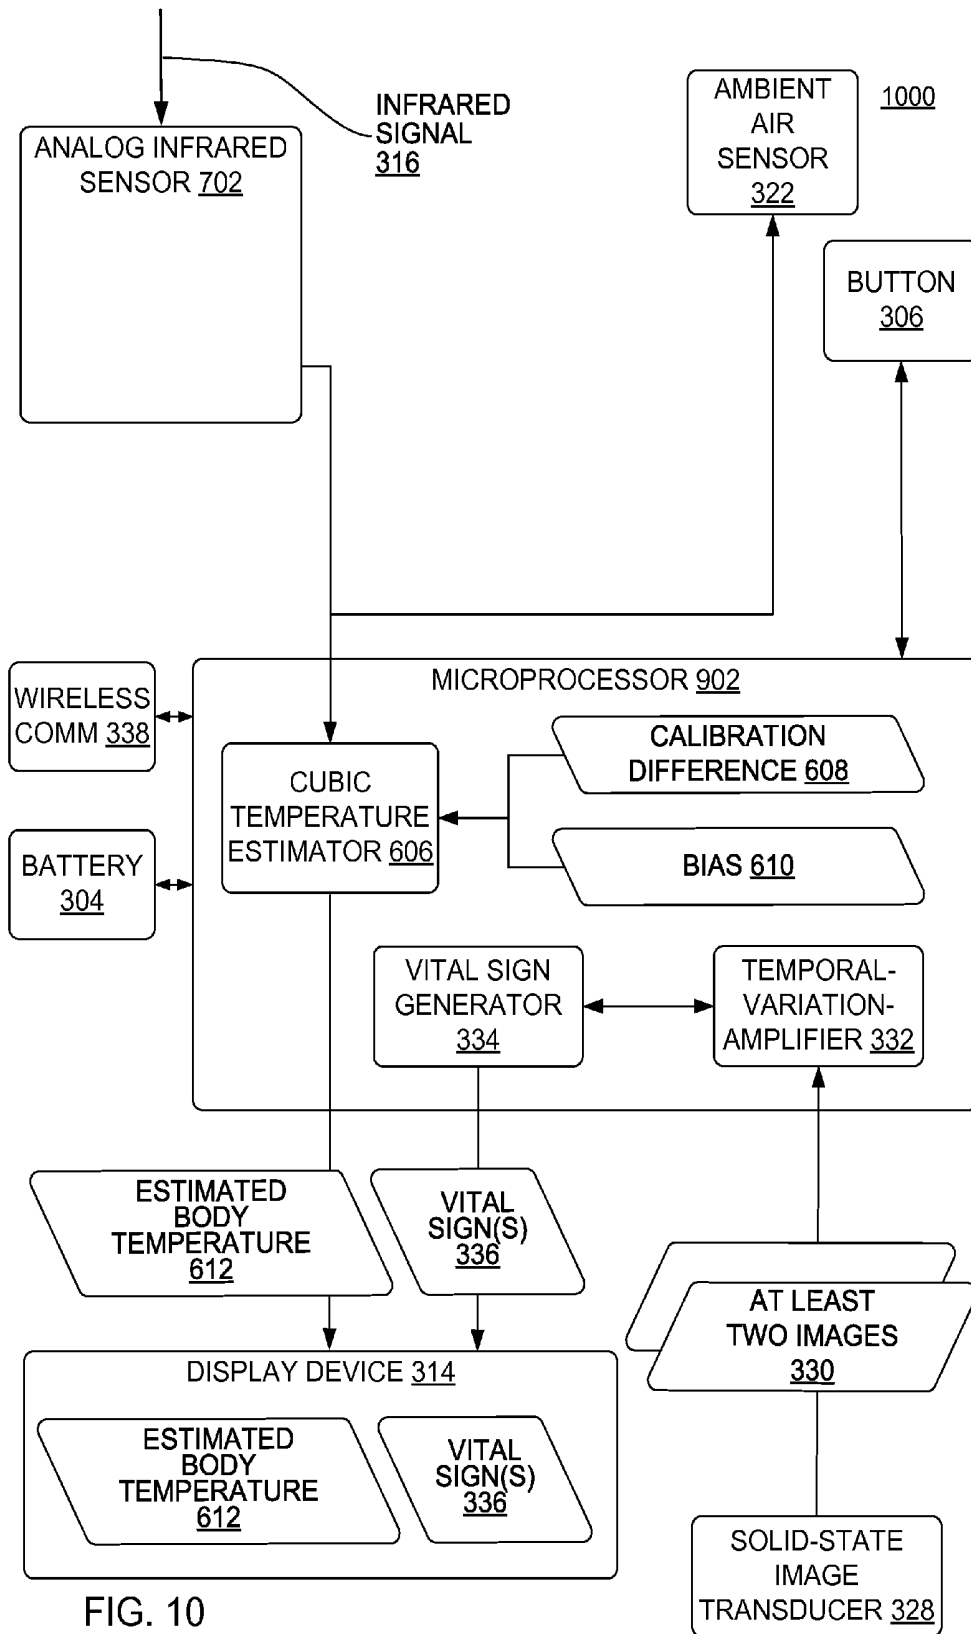 INFRARED
SIGNAL
316
ANALOG INFRARED
SENSOR 702
AMBIENT
AIR
SENSOR
322
1000
BUTTON
306
MICROPROCESSOR 902
WIRELESS
COMM 338
BATTERY
304
CUBIC
TEMPERATURE
ESTIMATOR 606
CALIBRATION
DIFFERENCE 608
BIAS 610
VITAL SIGN
GENERATOR
334
TEMPORAL-
VARIATION-
AMPLIFIER 332
ESTIMATED
BODY
TEMPERATURE
612
VITAL
SIGN(S)
336
AT LEAST
TWO IMAGES
330
DISPLAY DEVICE 314
ESTIMATED
BODY
TEMPERATURE
612
VITAL
SIGN(S)
336
SOLID-STATE
IMAGE
TRANSDUCER 328
FIG. 10